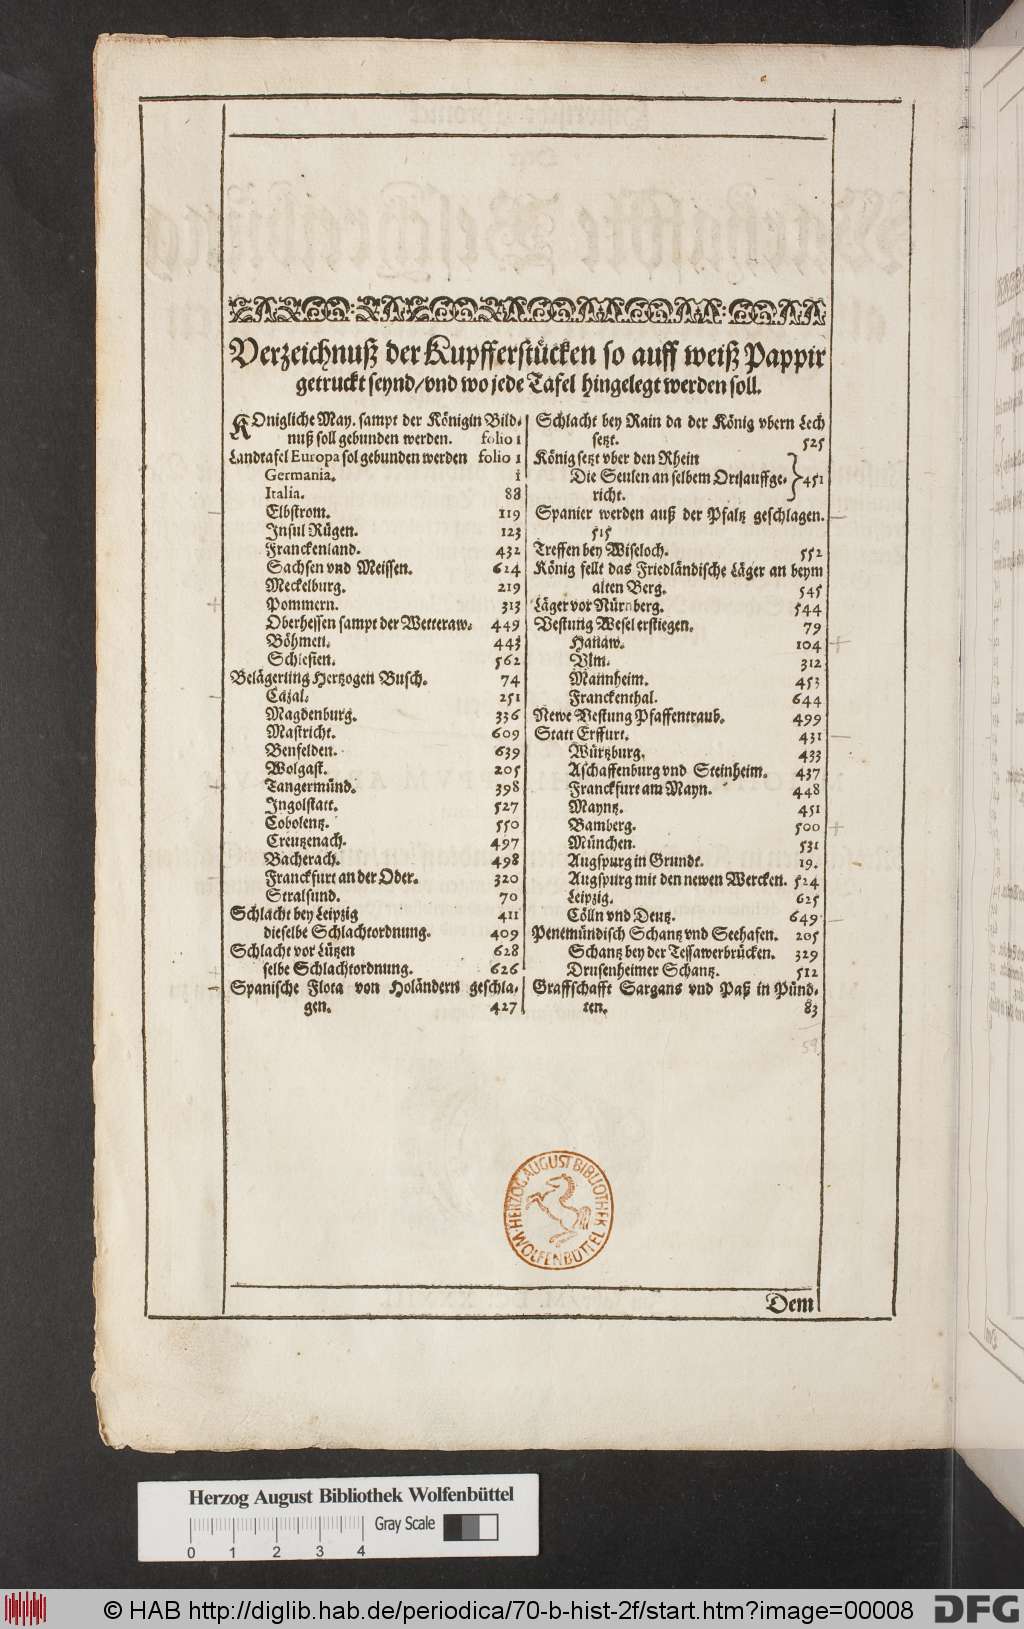 Verzeichnuß der Kupfferstücken so auff weiß Pappir
getruckt seynd/vnd wo jede Tafel hingelegt werden soll.
KOnigliche May. sampt der Königin Bild-
nuß soll gebunden werden. folio 1
Landtafel Europa sol gebunden werden folio 1
Germania. 1
Italia. 83
Elbstrom. 119
Insul Rügen. 123
Franckenland. 432
Sachsen vnd Meissen. 624
Meckelburg. 219
Pommern. 313
Oberhessen sampt der Wetteraw. 449
Böhmen. 443
Schlesien. 562
Belägerung Hertzogen Busch. 74
Cazal. 251
Magdenburg. 336
Mastricht. 609
Benfelden. 639
Wolgast. 205
Tangermünd. 398
Ingolstatt. 527
Cobolentz. 550
Creutzenach. 497
Bacherach. 498
Franckfurt an der Oder. 320
Stralsund. 70
Schlacht bey Leipzig 411
dieselbe Schlachtordnung. 409
Schlacht vor Lützen 628
selbe Schlachtordnung. 626
Spanische Flota von Holändern geschla-
gen. 427
Schlacht bey Rain da der König vbern Lech
setzt. 525
König setzt vber den Rhein
Die Seulen an selbem Ort auffge- 451
richt.
Spanier werden auß der Pfaltz geschlagen.
515
Treffen bey Wiseloch. 552
König fellt das Friedländische Läger an beym
alten Berg. 545
Läger vor Nürnberg. 544
Vestung Wesel erstiegen. 79
Hanaw. 104
Vlm. 312
Mannheim. 453
Franckenthal. 644
Newe Vestung Pfaffentraub. 499
Statt Erffurt. 431
Würtzburg. 433
Aschaffenburg vnd Steinheim. 437
Franckfurt am Mayn. 448
Mayntz. 451
Bamberg. 500
München. 531
Augspurg in Grundt. 19.
Augspurg mit den newen Wercken. 524
Leipzig. 625
Cölln vnd Deutz. 649
Penemündisch Schantz vnd Seehafen. 205
Schantz bey der Tessawerbrücken. 329
Drusenheimer Schantz. 512
Graffschafft Sargans vnd Paß in Pünd-
ten. 83
59
HERZOG AUGUST BIBLIOTHEK
WOLFENBÜTTEL
Dem
Herzog August Bibliothek Wolfenbüttel
Gray Scale
0 1 2 3 4
© HAB http://diglib.hab.de/periodica/70-b-hist-2f/start.htm?image=00008
DFG